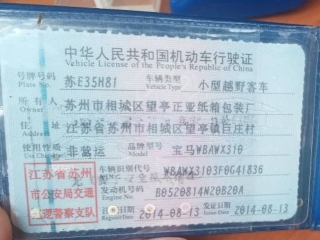 中华人民共和国机动车行驶证
Vehicle License of the People's Republic of China
号牌号码 苏E35H81 车辆类型 小型越野客车
Plate No. Vehicle Type
所有人 苏州市相城区望亭正亚纸箱包装厂
Owner
住址 江苏省苏州市相城区望亭镇巨庄村
Address
使用性质 非营运 品牌型号 宝马WBAWX310
Model
江苏省苏州
市公安局交通
巡逻警察支队
车辆识别代号 WBAWX3103F0G41836
VIN
发动机号码 B0520814N20B20A
Engine No.
注册日期 2014-08-13 发证日期 2014-08-13
Register Date Issue Date